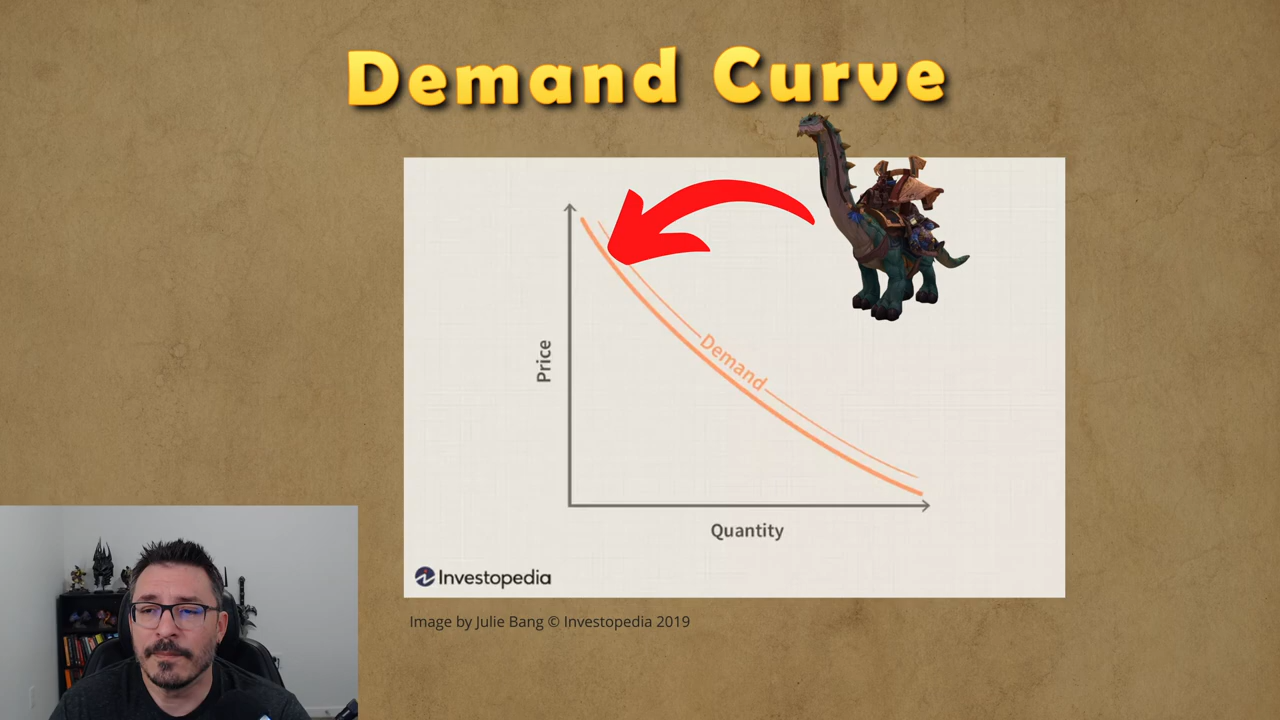 Demand Curve
Price
Demand
Quantity
Investopedia
Image by Julie Bang © Investopedia 2019